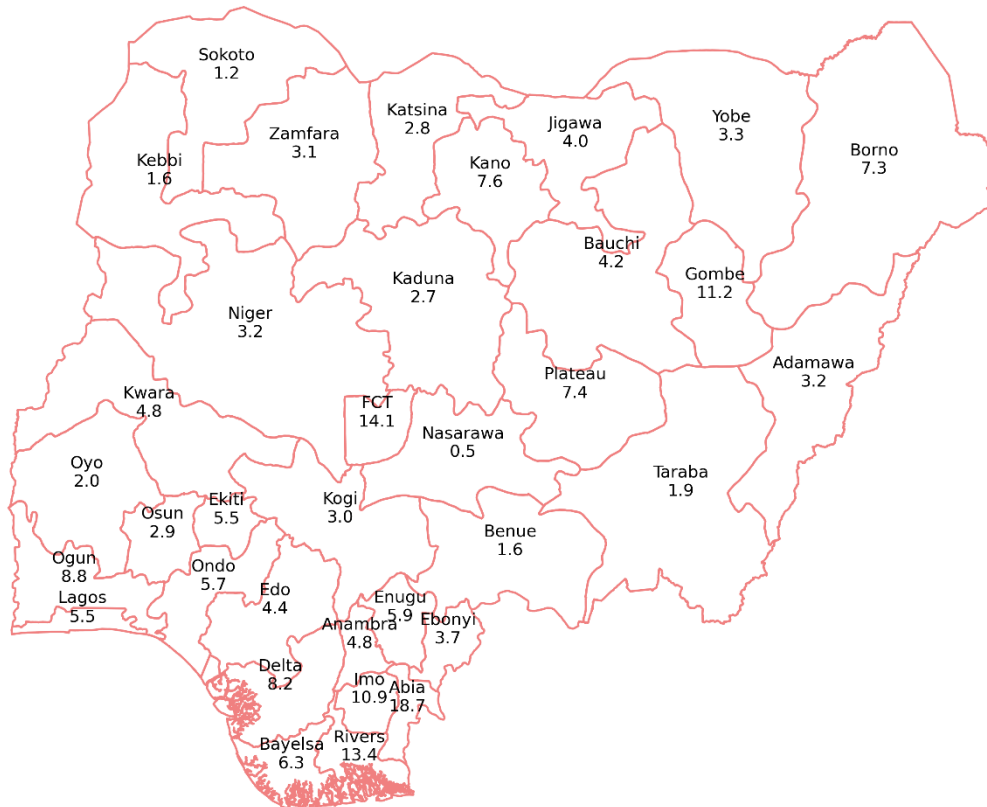 Sokoto
1.2
Katsina
2.8
Yobe
3.3
Jigawa
4.0
Zamfara
3.1
Borno
7.3
Kebbi
1.6
Kano
7.6
Bauchi
4.2
Gombe
11.2
Kaduna
2.7
Niger
3.2
Adamawa
3.2
Plateau
7.4
Kwara
4.8
FCT
14.1
Nasarawa
0.5
Oyo
2.0
Taraba
1.9
Ekiti
5.5
Kogi
3.0
Osun
2.9
Benue
1.6
Ogun
8.8
Ondo
5.7
Edo
4.4
Lagos
5.5
Enugu
5.9
Anambra
4.8
Ebonyi
3.7
Delta
8.2
Imo
10.9
Abia
18.7
Bayelsa
6.3
Rivers
13.4